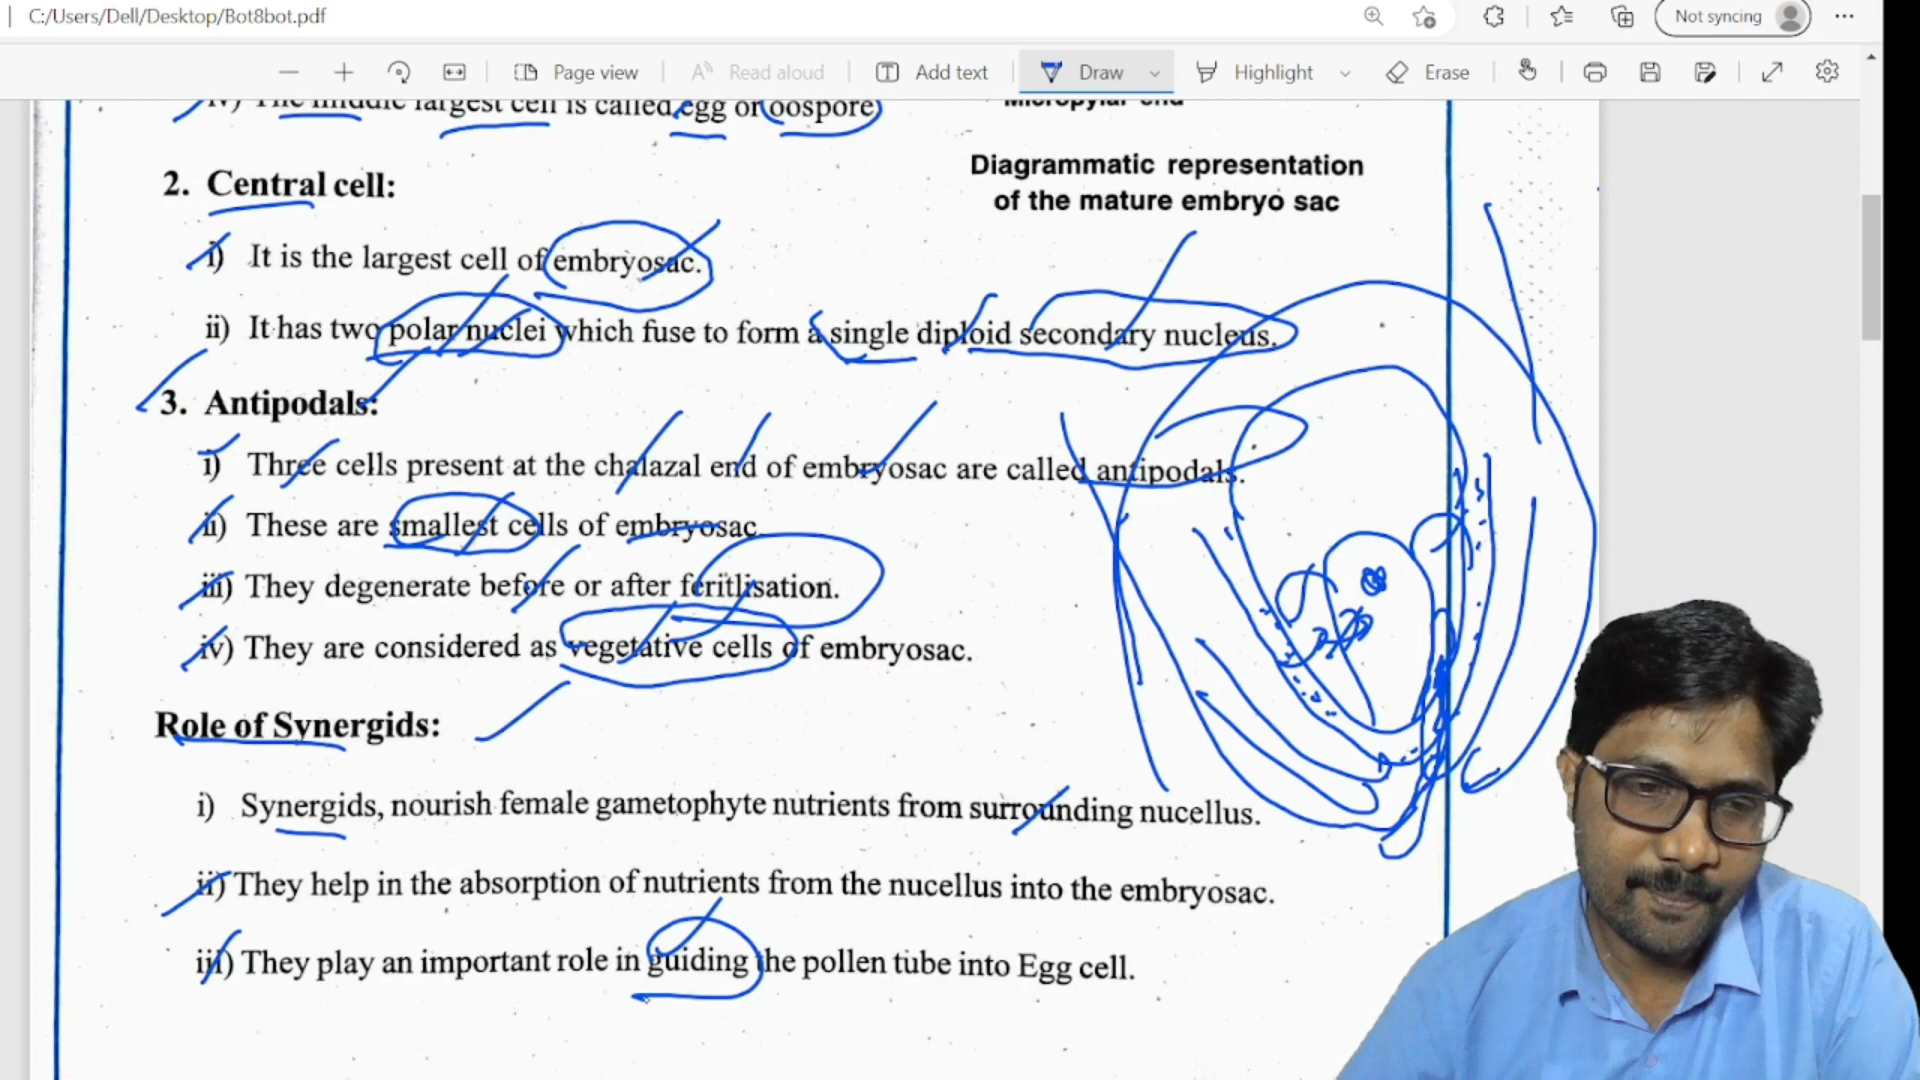 C:/Users/Dell/Desktop/Bot8bot.pdf
Not syncing
Page view
Read aloud
Add text
Draw
Highlight
Erase
iv) The middle largest cell is called egg or oospore
Micropylar end
Diagrammatic representation
of the mature embryo sac
2. Central cell:
i) It is the largest cell of embryosac.
ii) It has two polar nuclei which fuse to form a single diploid secondary nucleus.
3. Antipodals:
i) Three cells present at the chalazal end of embryosac are called antipodals.
ii) These are smallest cells of embryosac.
iii) They degenerate before or after feritlisation.
iv) They are considered as vegetative cells of embryosac.
Role of Synergids:
i) Synergids, nourish female gametophyte nutrients from surrounding nucellus.
ii) They help in the absorption of nutrients from the nucellus into the embryosac.
iii) They play an important role in guiding the pollen tube into Egg cell.